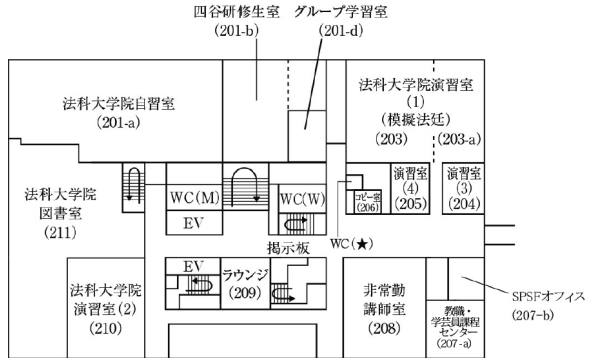 四谷研修生室
(201-b)
グループ学習室
(201-d)
法科大学院自習室
(201-a)
法科大学院演習室
(1)
(模擬法廷)
(203)
(203-a)
法科大学院
図書室
(211)
WC(M)
EV
WC(W)
コピー室
(206)
演習室
(4)
(205)
演習室
(3)
(204)
掲示板
WC(★)
EV
ラウンジ
(209)
法科大学院
演習室(2)
(210)
非常勤
講師室
(208)
SPSFオフィス
(207-b)
教職・
学芸員課程
センター
(207-a)